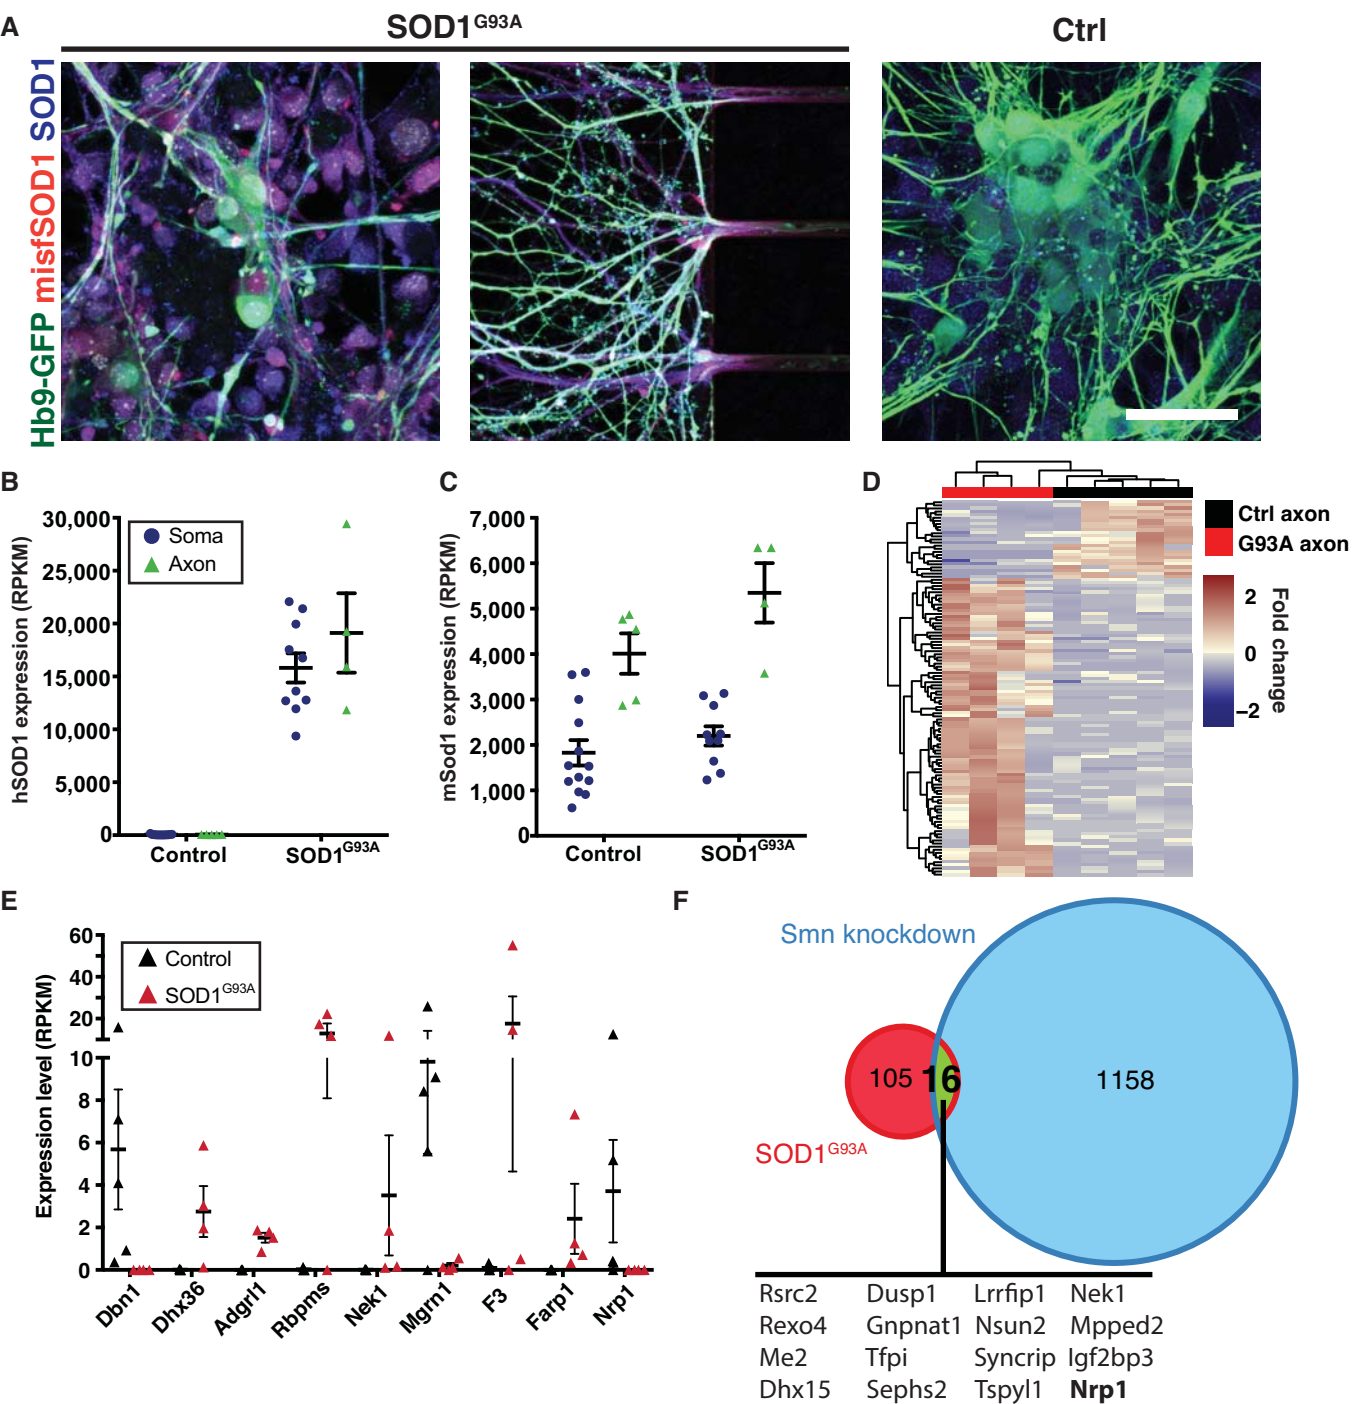 A
SOD1G93A
Ctrl
Hb9-GFP misfSOD1 SOD1
B
hSOD1 expression (RPKM)
30,000
25,000
20,000
15,000
10,000
5,000
0
Soma
Axon
Control
SOD1G93A
C
mSod1 expression (RPKM)
7,000
6,000
5,000
4,000
3,000
2,000
1,000
0
Control
SOD1G93A
D
Ctrl axon
G93A axon
2
0
−2
Fold change
E
Expression level (RPKM)
60
40
20
10
8
6
4
2
0
Control
SOD1G93A
Dbn1
Dhx36
Adgrl1
Rbpms
Nek1
Mgrn1
F3
Farp1
Nrp1
F
Smn knockdown
105 16 1158
SOD1G93A
Rsrc2 Dusp1 Lrrfip1 Nek1
Rexo4 Gnpnat1 Nsun2 Mpped2
Me2 Tfpi Syncrip Igf2bp3
Dhx15 Sephs2 Tspyl1 Nrp1